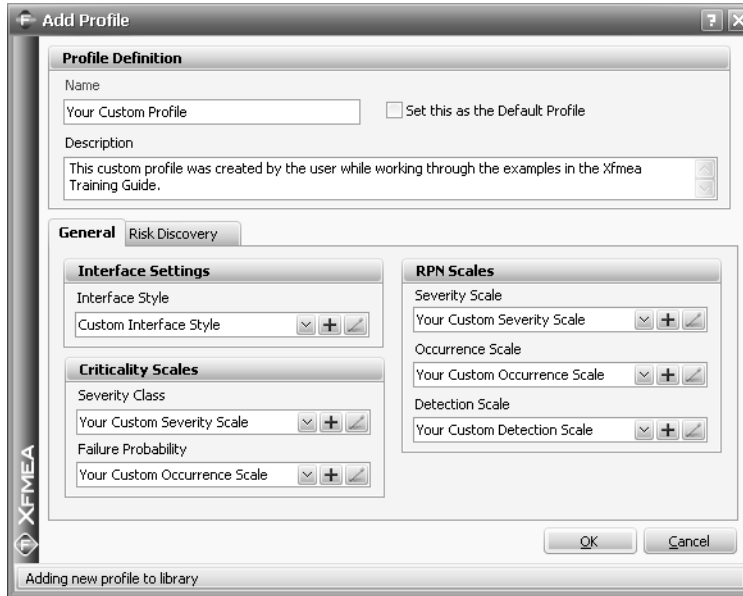 Add Profile
Profile Definition
Name
Your Custom Profile
Set this as the Default Profile
Description
This custom profile was created by the user while working through the examples in the Xfmea
Training Guide.
General
Risk Discovery
Interface Settings
Interface Style
Custom Interface Style
Criticality Scales
Severity Class
Your Custom Severity Scale
Failure Probability
Your Custom Occurrence Scale
RPN Scales
Severity Scale
Your Custom Severity Scale
Occurrence Scale
Your Custom Occurrence Scale
Detection Scale
Your Custom Detection Scale
XFMEA
OK
Cancel
Adding new profile to library